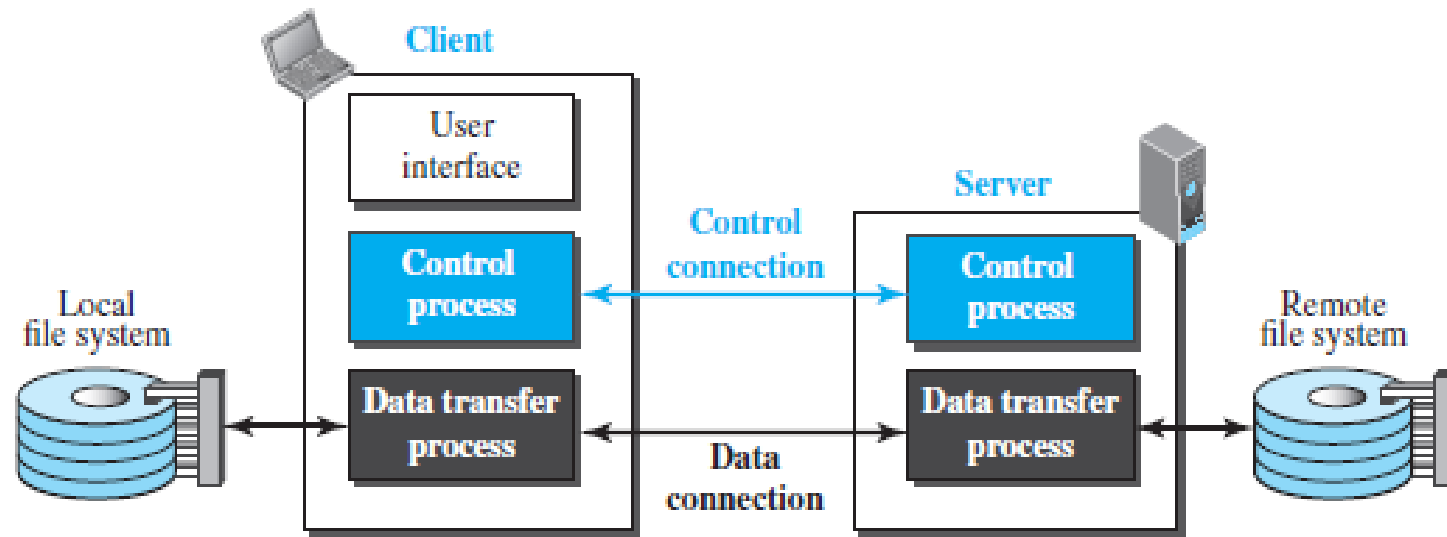 Client
User
interface
Server
Control
connection
Control
process
Control
process
Local
file system
Remote
file system
Data transfer
process
Data transfer
process
Data
connection